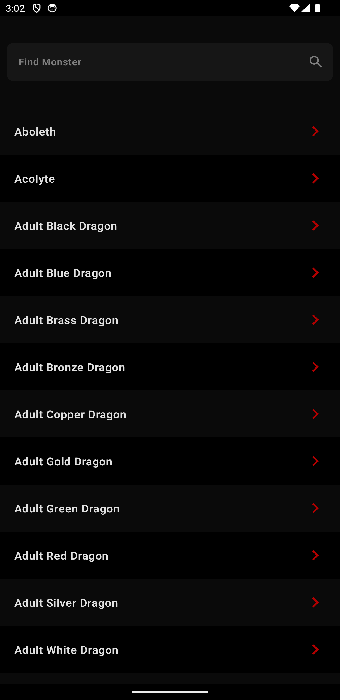 3:02
Find Monster
Aboleth
Acolyte
Adult Black Dragon
Adult Blue Dragon
Adult Brass Dragon
Adult Bronze Dragon
Adult Copper Dragon
Adult Gold Dragon
Adult Green Dragon
Adult Red Dragon
Adult Silver Dragon
Adult White Dragon